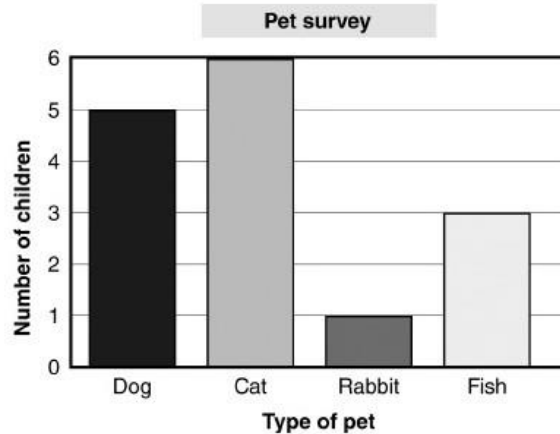 Pet survey
Number of children
6
5
4
3
2
1
0
Dog Cat Rabbit Fish
Type of pet